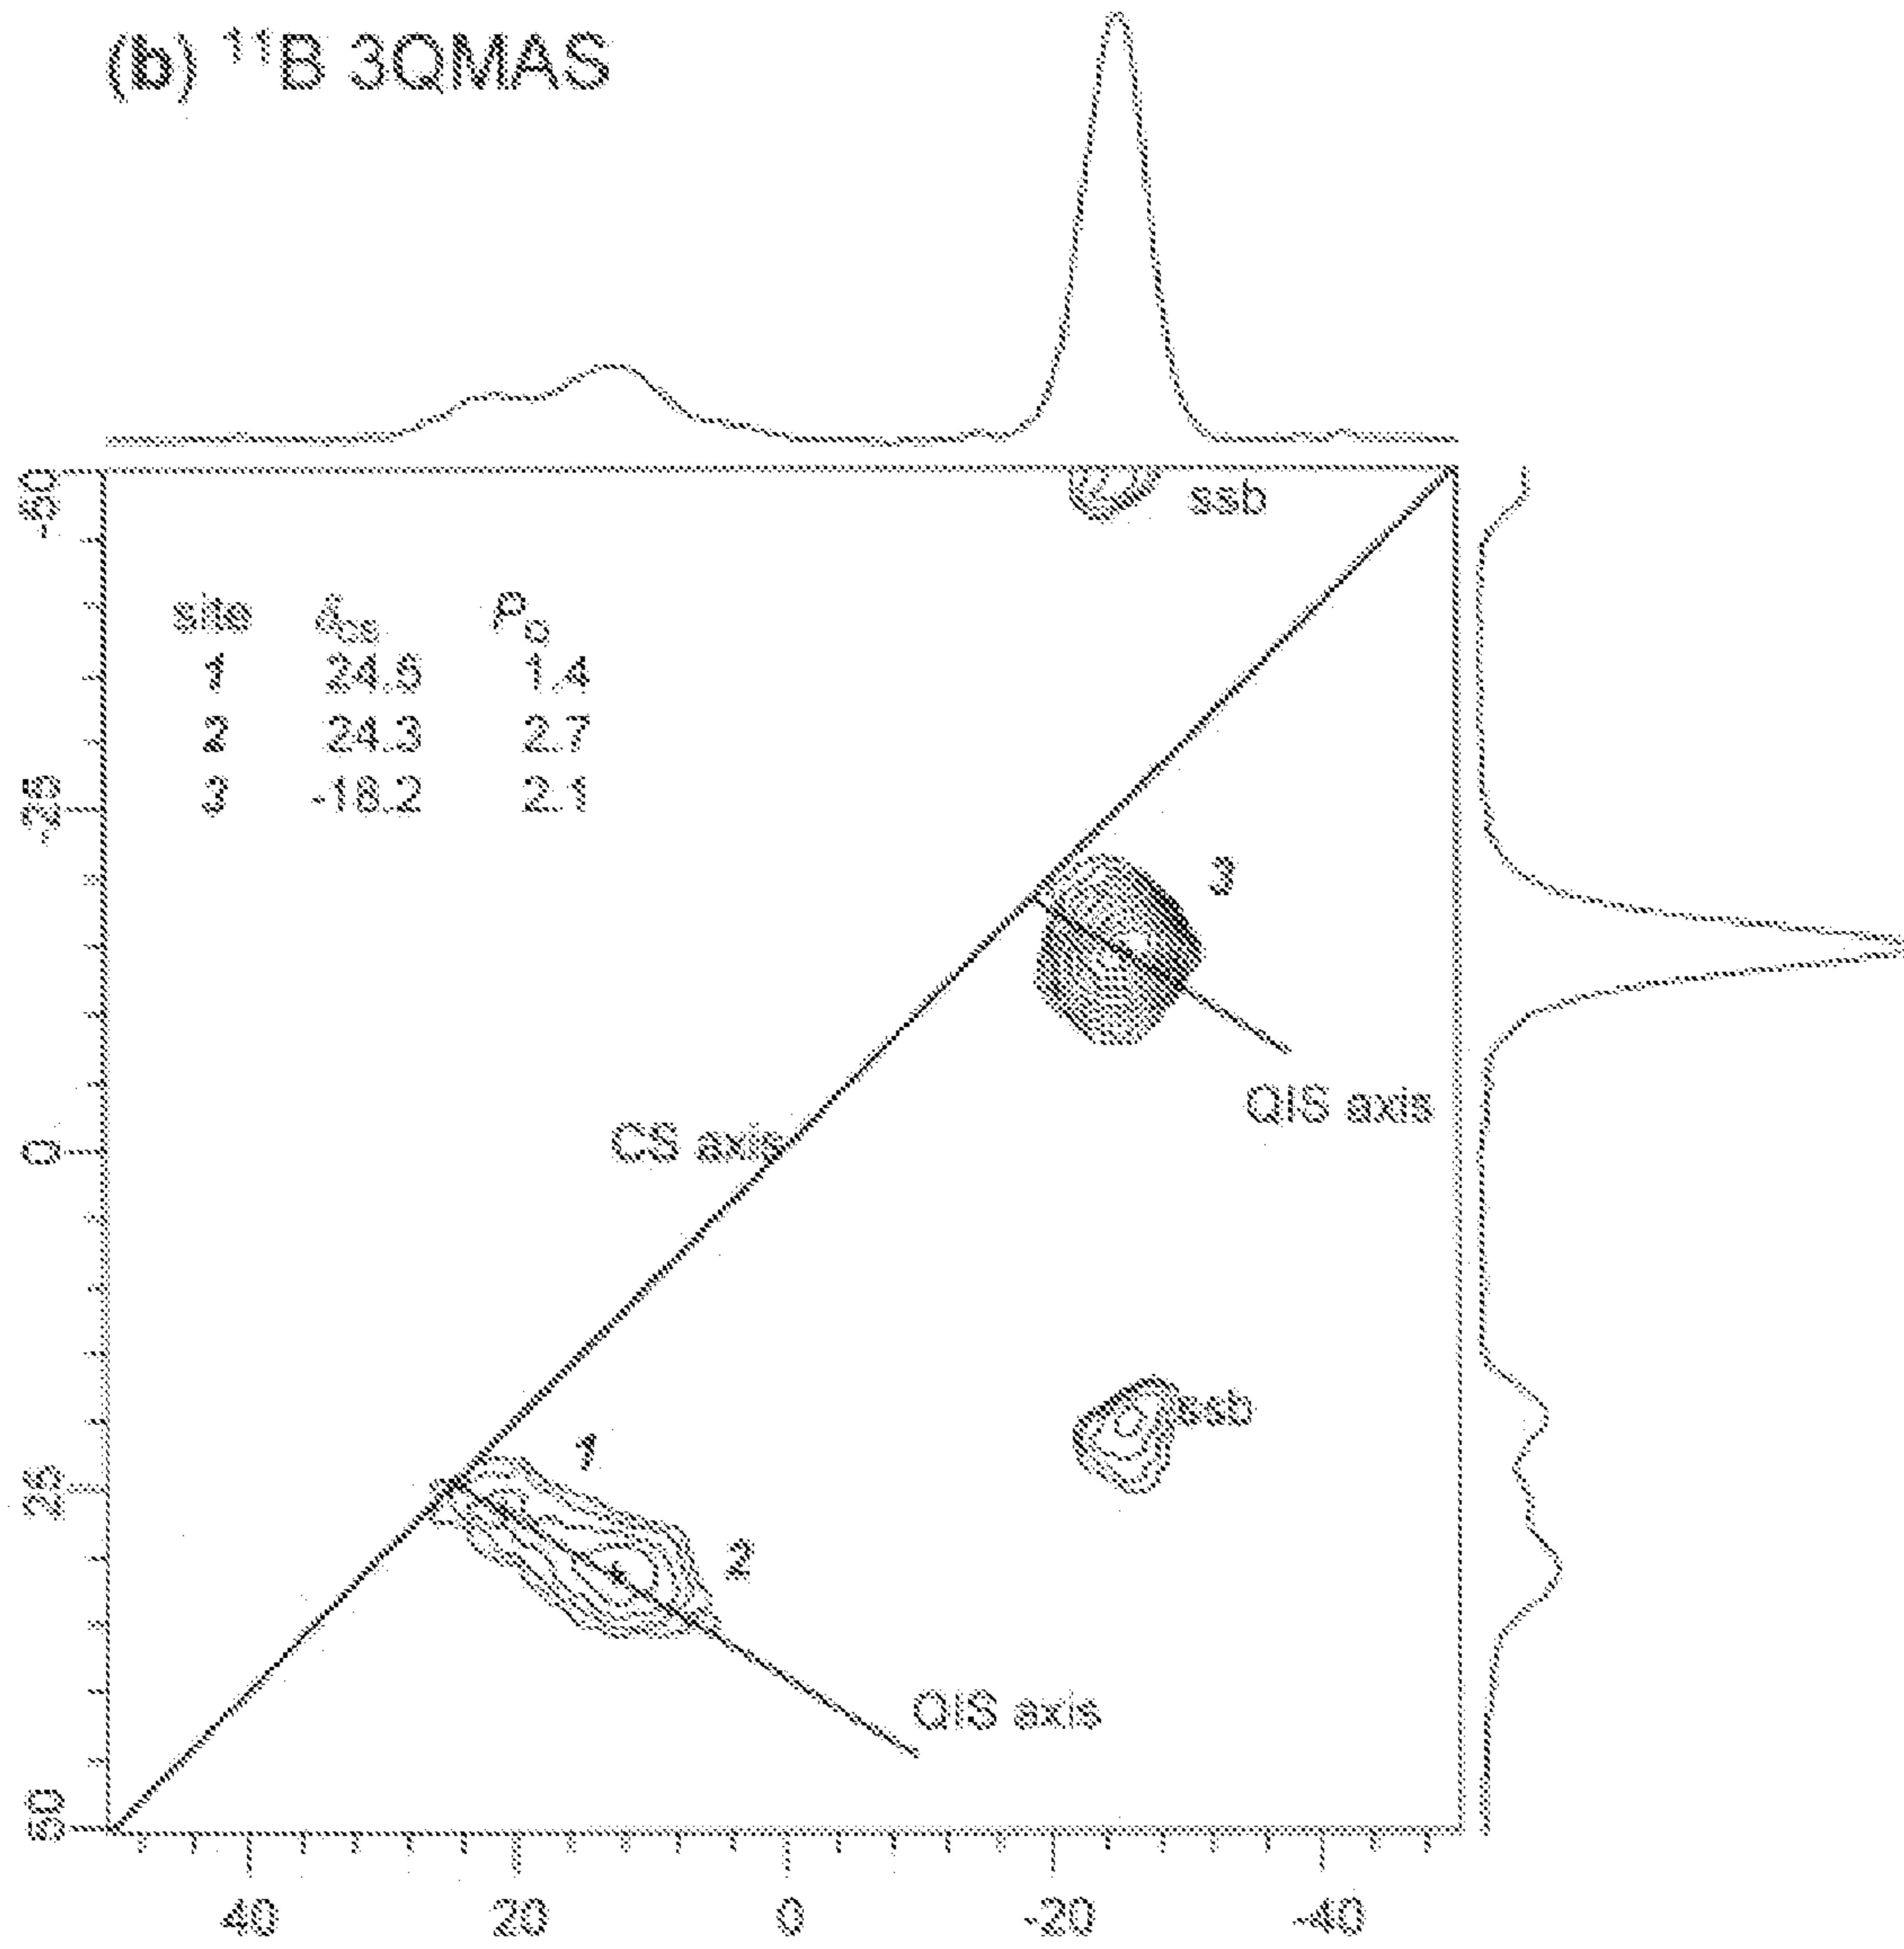 (b) ¹¹B 3QMAS
-50
ssb
site δCS PQ
1 24.5 1.4
2 24.3 2.7
3 -18.2 2.1
-25
3
QIS axis
CS axis
0
ssb
1
25
2
QIS axis
50
40 20 0 -20 -40